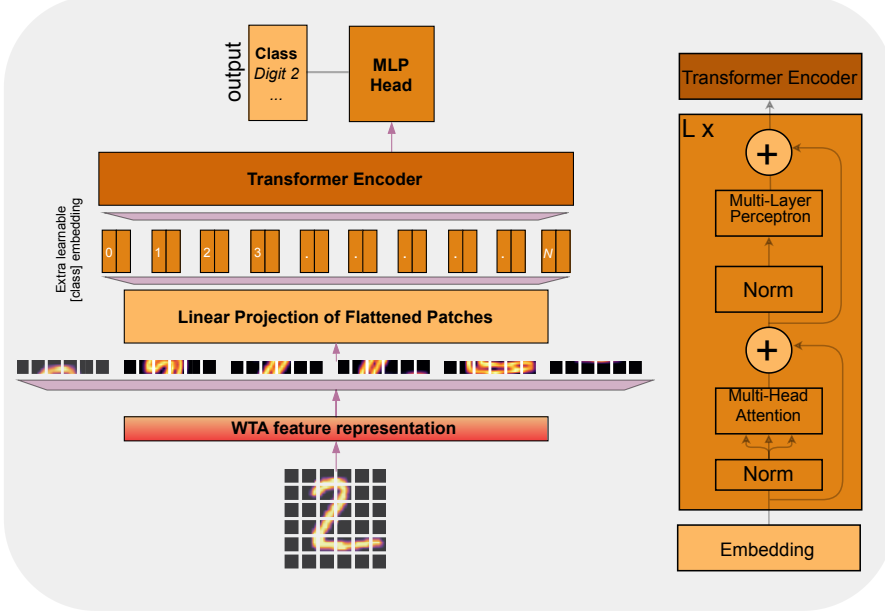 output
Class
Digit 2
...
MLP
Head
Transformer Encoder
Extra learnable
[class] embedding
0 1 2 3 . . . . . N
Linear Projection of Flattened Patches
WTA feature representation
Transformer Encoder
L x
+
Multi-Layer
Perceptron
Norm
+
Multi-Head
Attention
Norm
Embedding